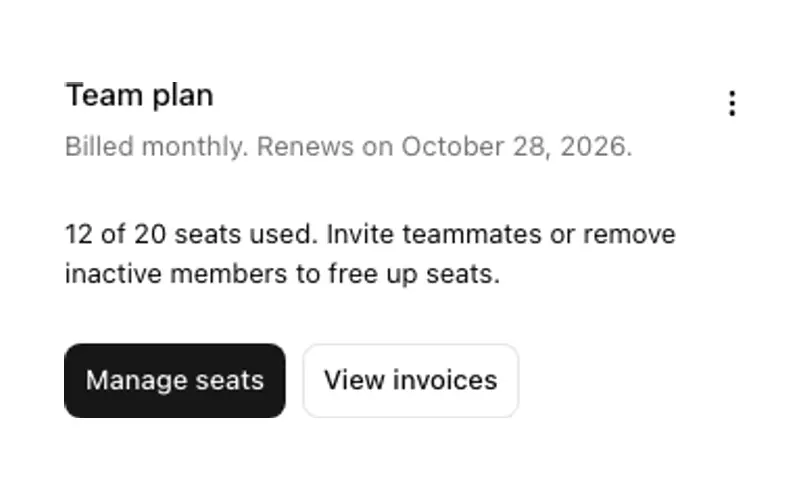 Team plan
Billed monthly. Renews on October 28, 2026.
12 of 20 seats used. Invite teammates or remove
inactive members to free up seats.
Manage seats
View invoices